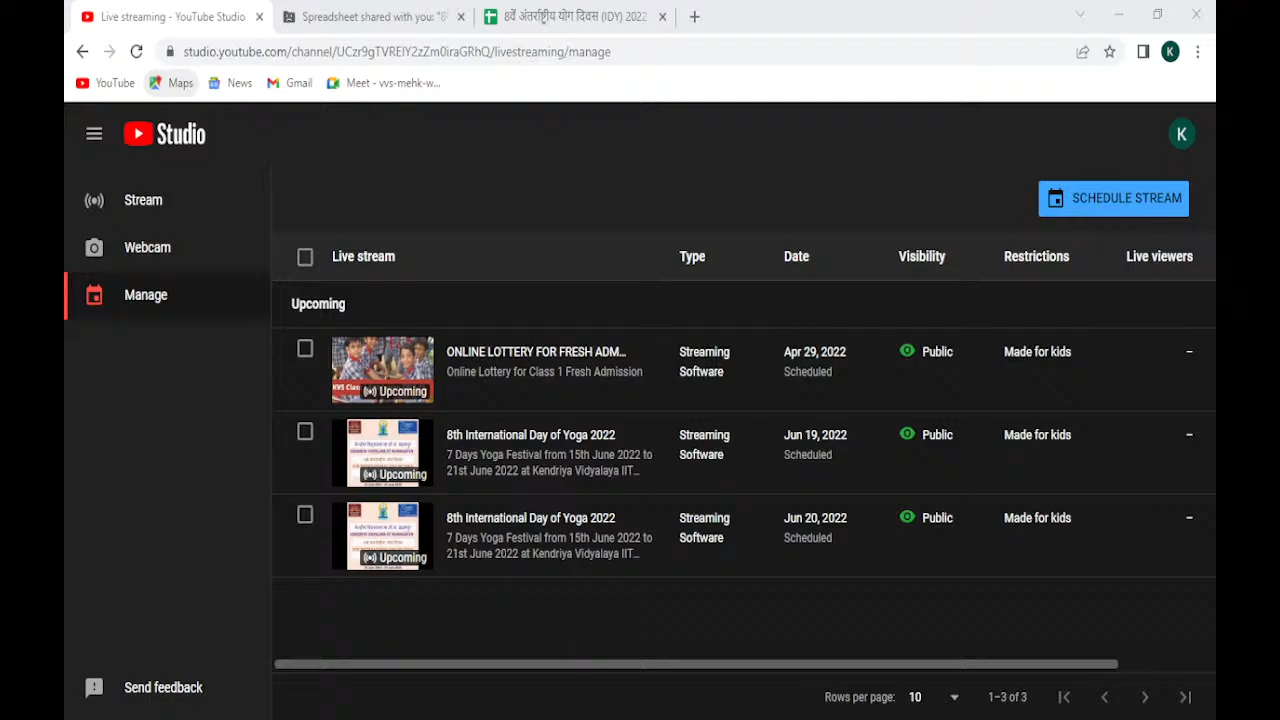 Live streaming - YouTube Studio
Spreadsheet shared with you: "8
8वें अंतर्राष्ट्रीय योग दिवस (IDY) 2022
studio.youtube.com/channel/UCzr9gTVREIY2zZm0iraGRhQ/livestreaming/manage
K
YouTube
Maps
News
Gmail
Meet - vvs-mehk-w...
Studio
K
Stream
Webcam
Manage
SCHEDULE STREAM
Live stream
Type
Date
Visibility
Restrictions
Live viewers
Upcoming
KVS Class
Upcoming
ONLINE LOTTERY FOR FRESH ADM...
Online Lottery for Class 1 Fresh Admission
Streaming
Software
Apr 29, 2022
Scheduled
Public
Made for kids
–
Upcoming
8th International Day of Yoga 2022
7 Days Yoga Festival from 15th June 2022 to
21st June 2022 at Kendriya Vidyalaya IIT...
Streaming
Software
Jun 19, 2022
Scheduled
Public
Made for kids
–
Upcoming
8th International Day of Yoga 2022
7 Days Yoga Festival from 15th June 2022 to
21st June 2022 at Kendriya Vidyalaya IIT...
Streaming
Software
Jun 20, 2022
Scheduled
Public
Made for kids
–
Send feedback
Rows per page: 10
1–3 of 3